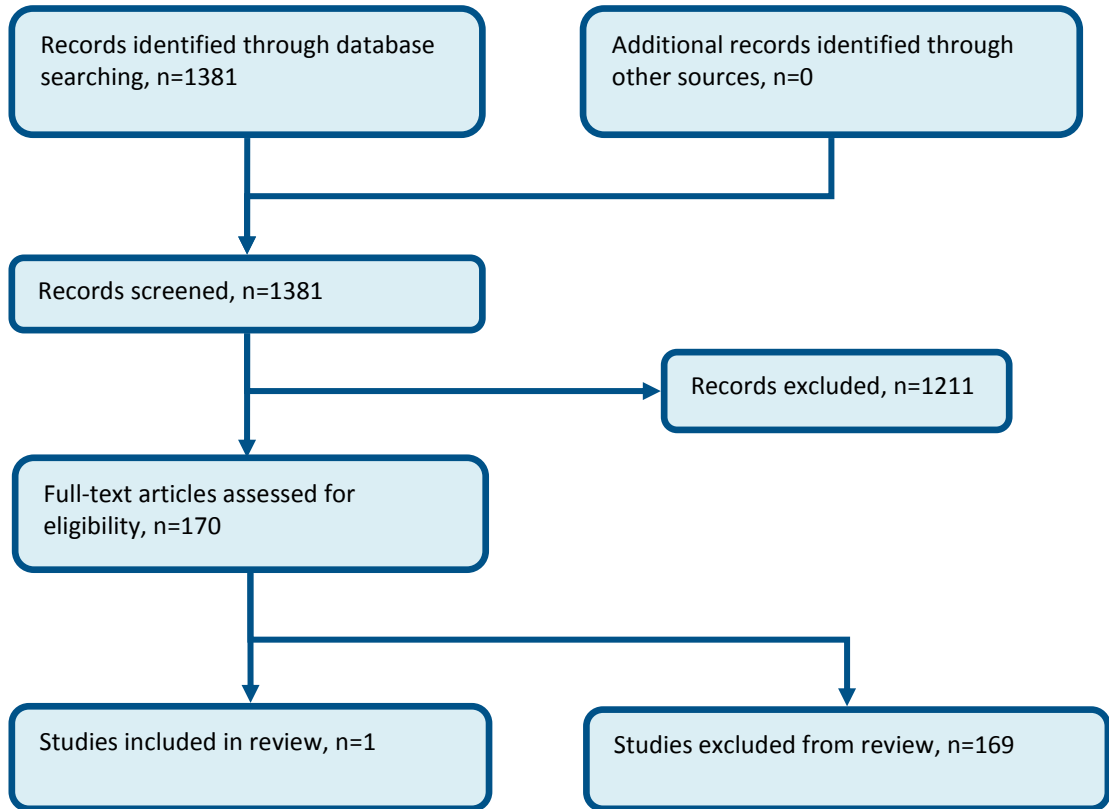 Records identified through database
searching, n=1381
Additional records identified through
other sources, n=0
Records screened, n=1381
Records excluded, n=1211
Full-text articles assessed for
eligibility, n=170
Studies included in review, n=1
Studies excluded from review, n=169